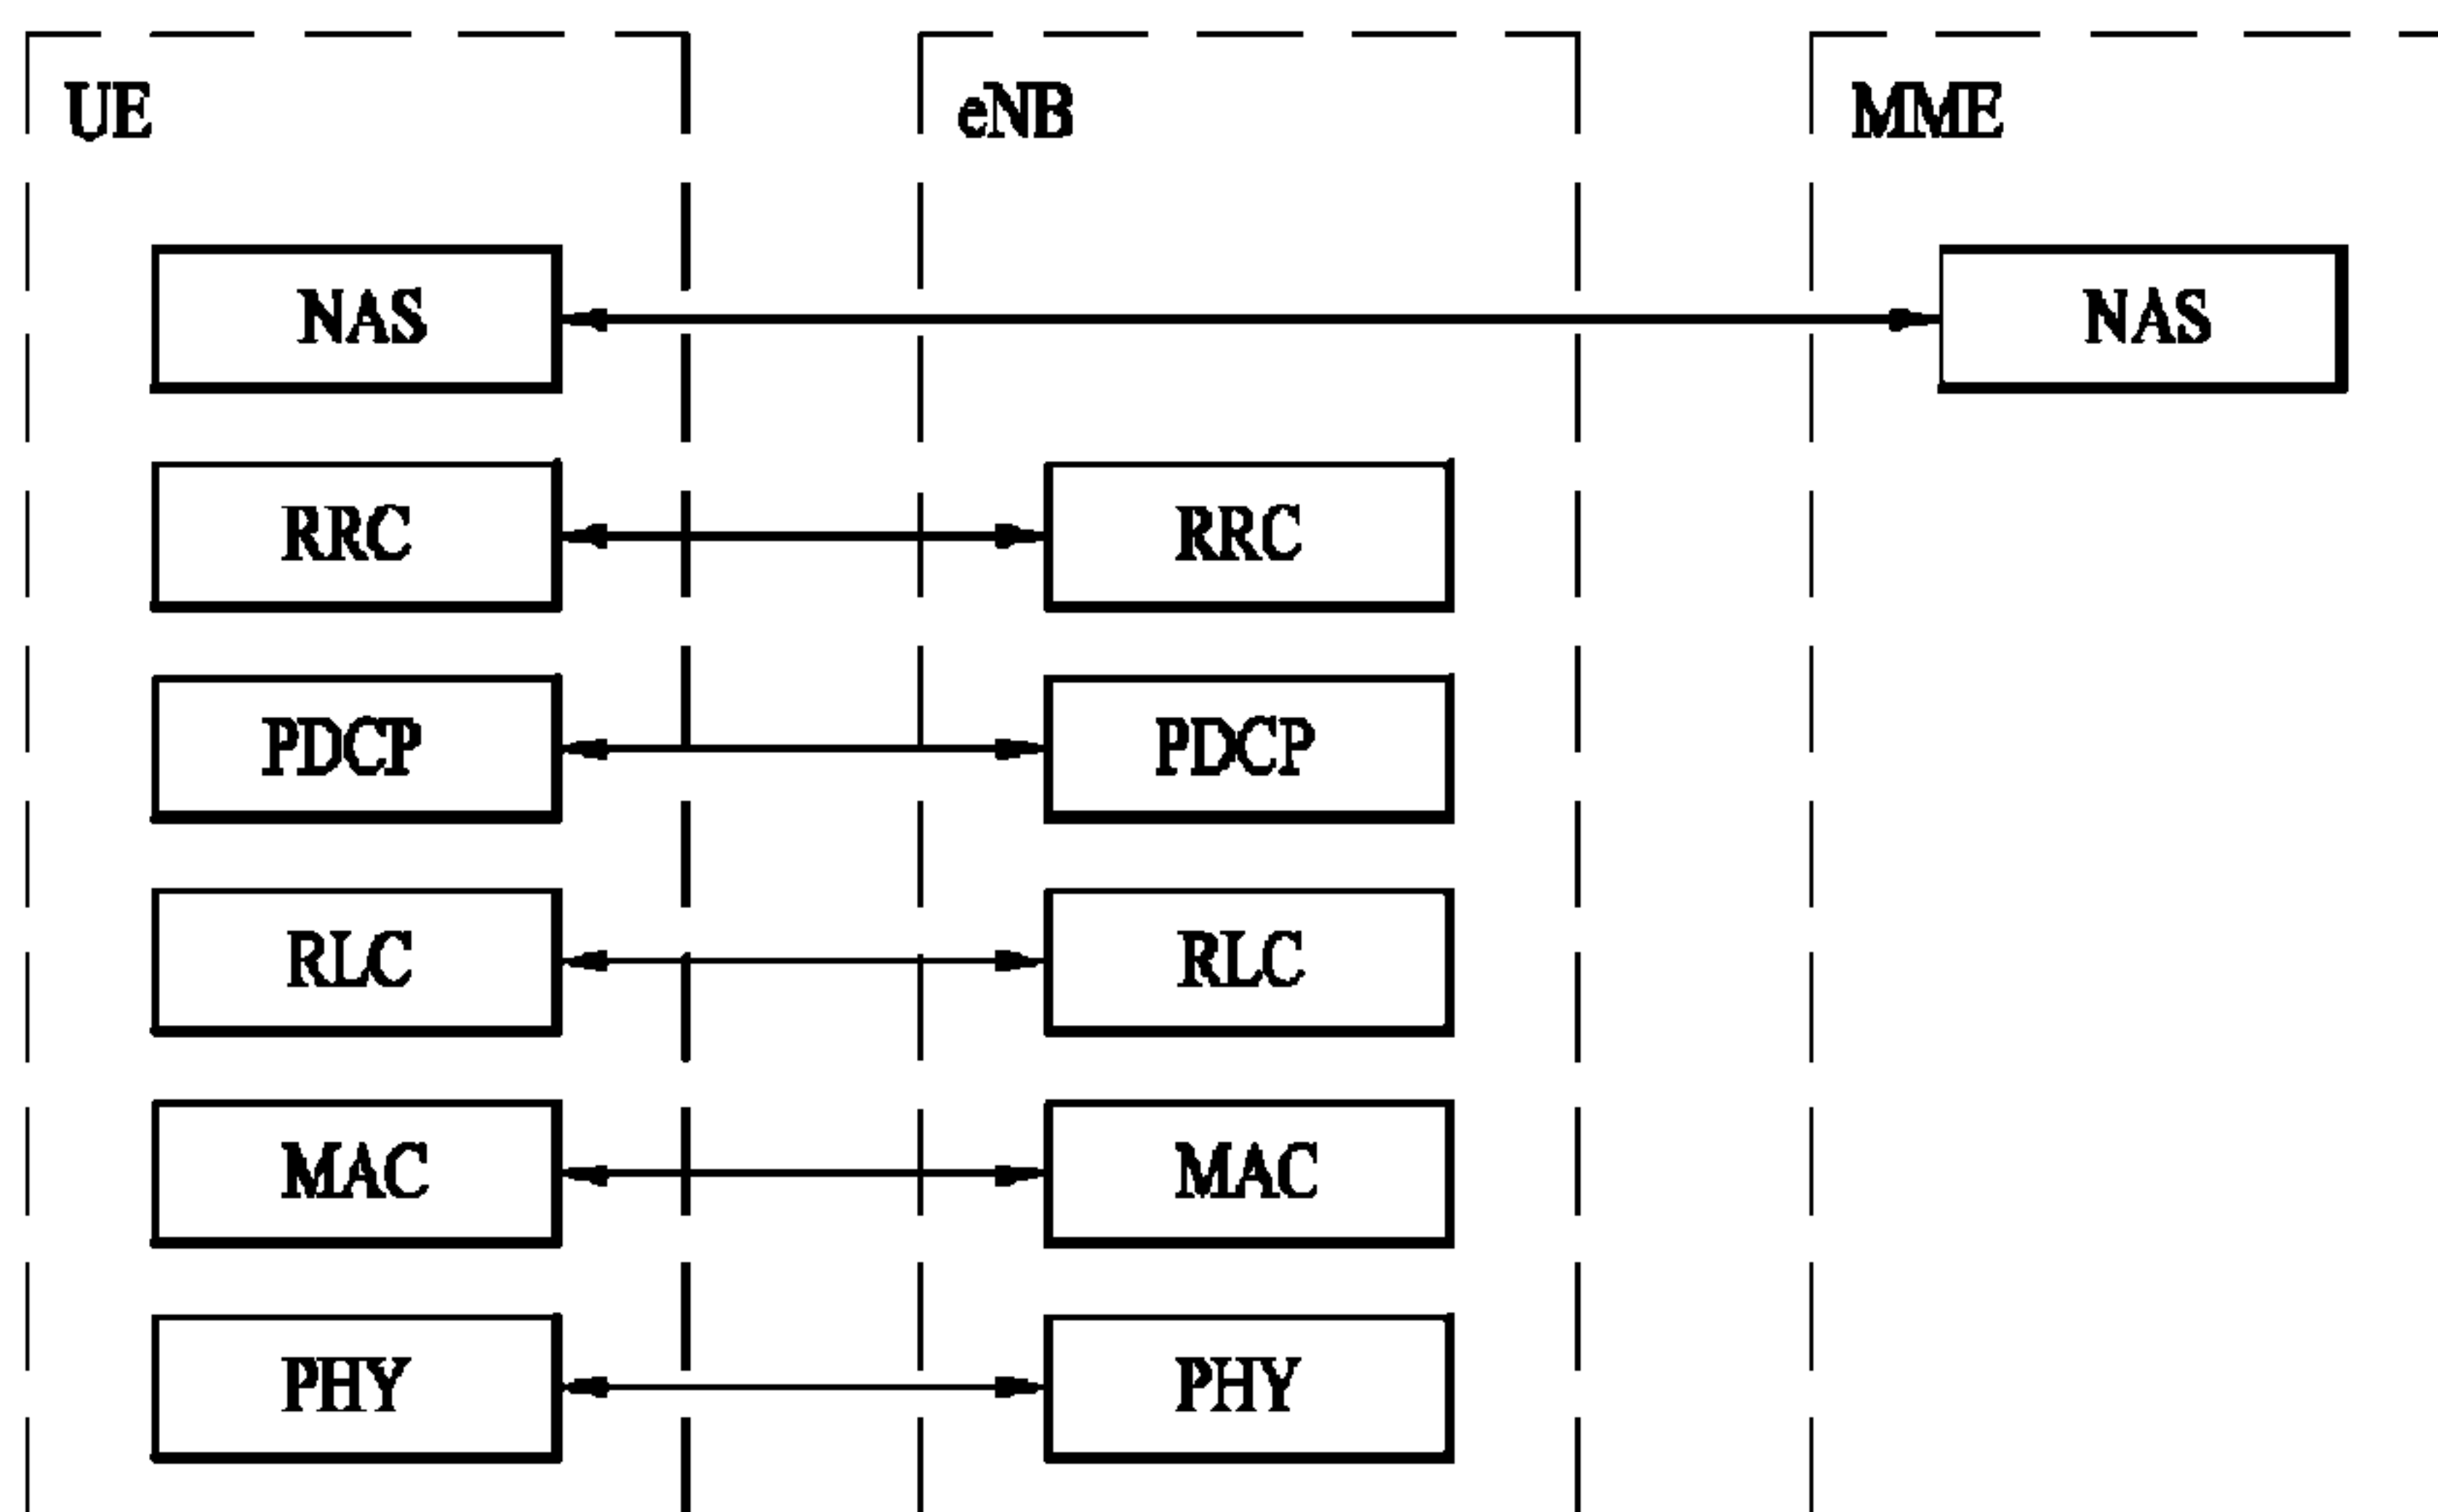 UE eNB MME
NAS NAS
RRC RRC
PDCP PDCP
RLC RLC
MAC MAC
PHY PHY